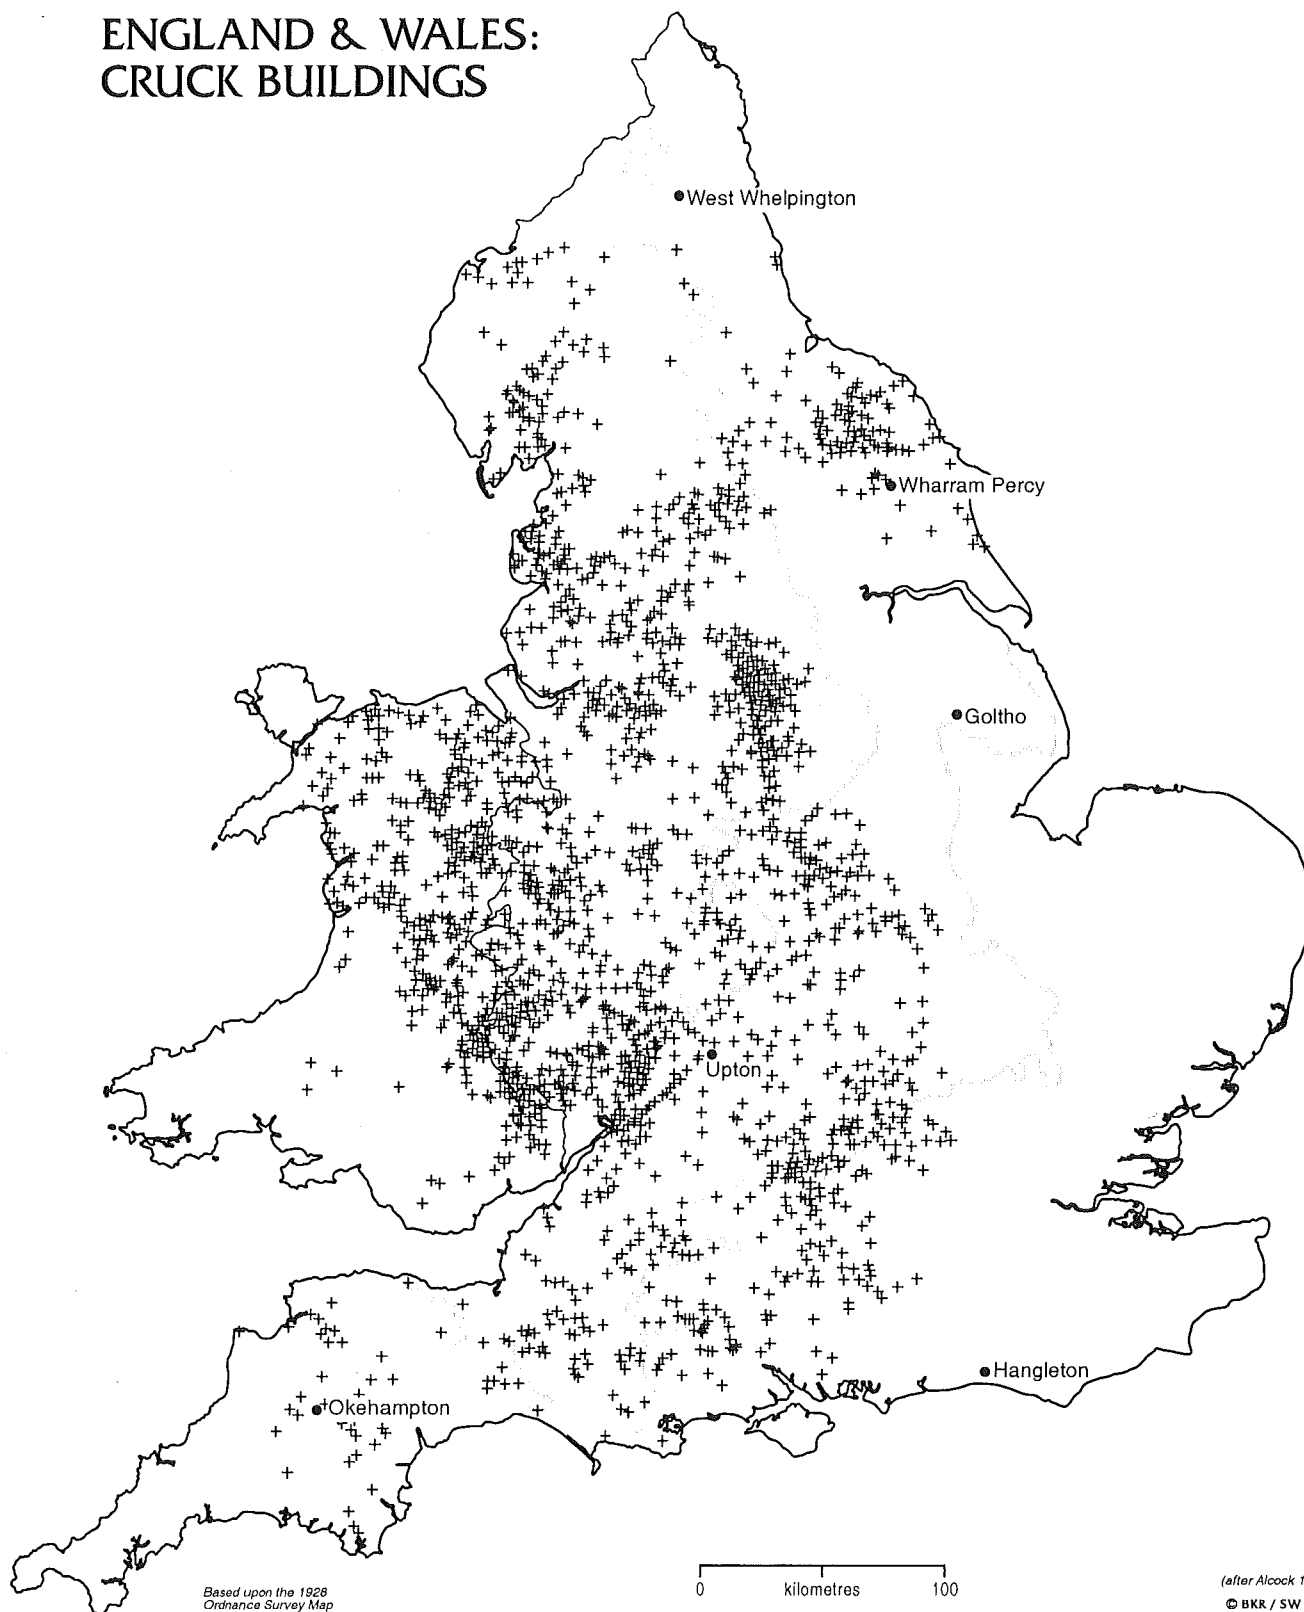 ENGLAND & WALES:
CRUCK BUILDINGS
West Whelpington
Wharram Percy
Goltho
Upton
Hangleton
Okehampton
0 kilometres 100
Based upon the 1928
Ordnance Survey Map
(after Alcock 1
© BKR / SW